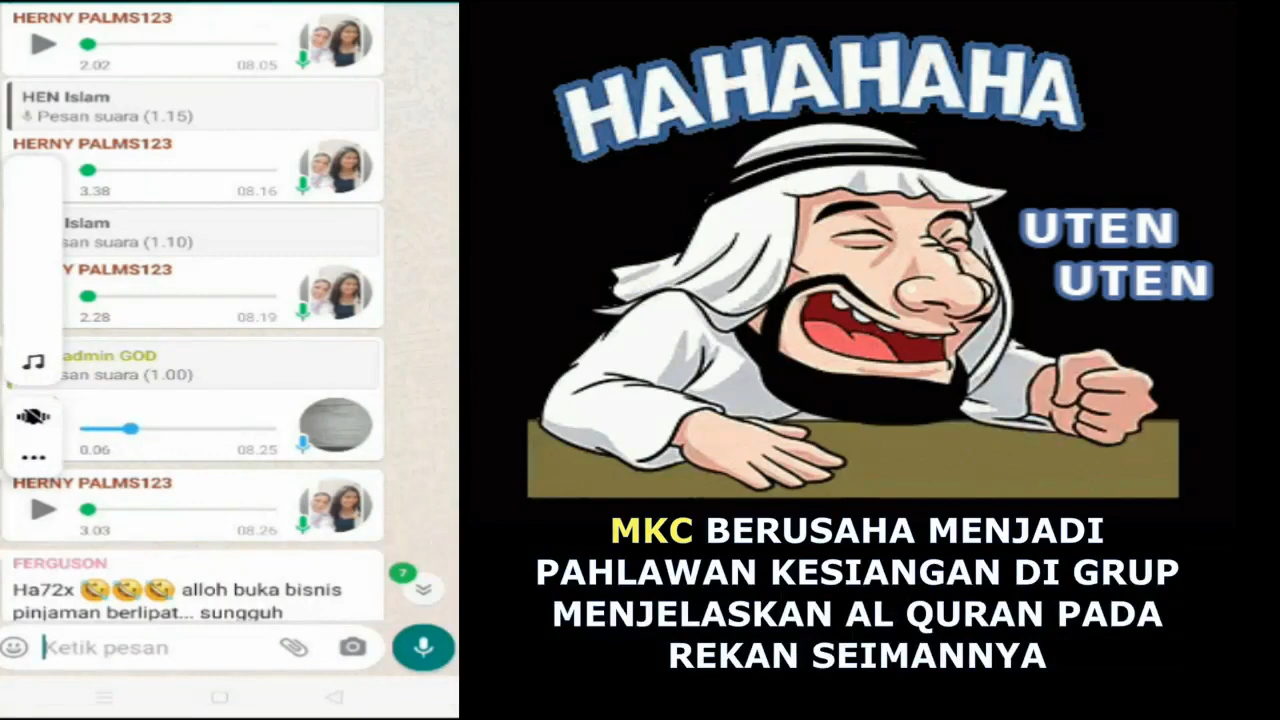 HERNY PALMS123
2.02 08.05
HEN Islam
Pesan suara (1.15)
HERNY PALMS123
3.38 08.16
Islam
san suara (1.10)
Y PALMS123
2.28 08.19
admin GOD
san suara (1.00)
0.06 08.25
HERNY PALMS123
3.03 08.26
FERGUSON
Ha72x 🤣🤣🤣 alloh buka bisnis
pinjaman berlipat... sungguh
7
Ketik pesan
HAHAHAHA
UTEN
UTEN
MKC BERUSAHA MENJADI
PAHLAWAN KESIANGAN DI GRUP
MENJELASKAN AL QURAN PADA
REKAN SEIMANNYA